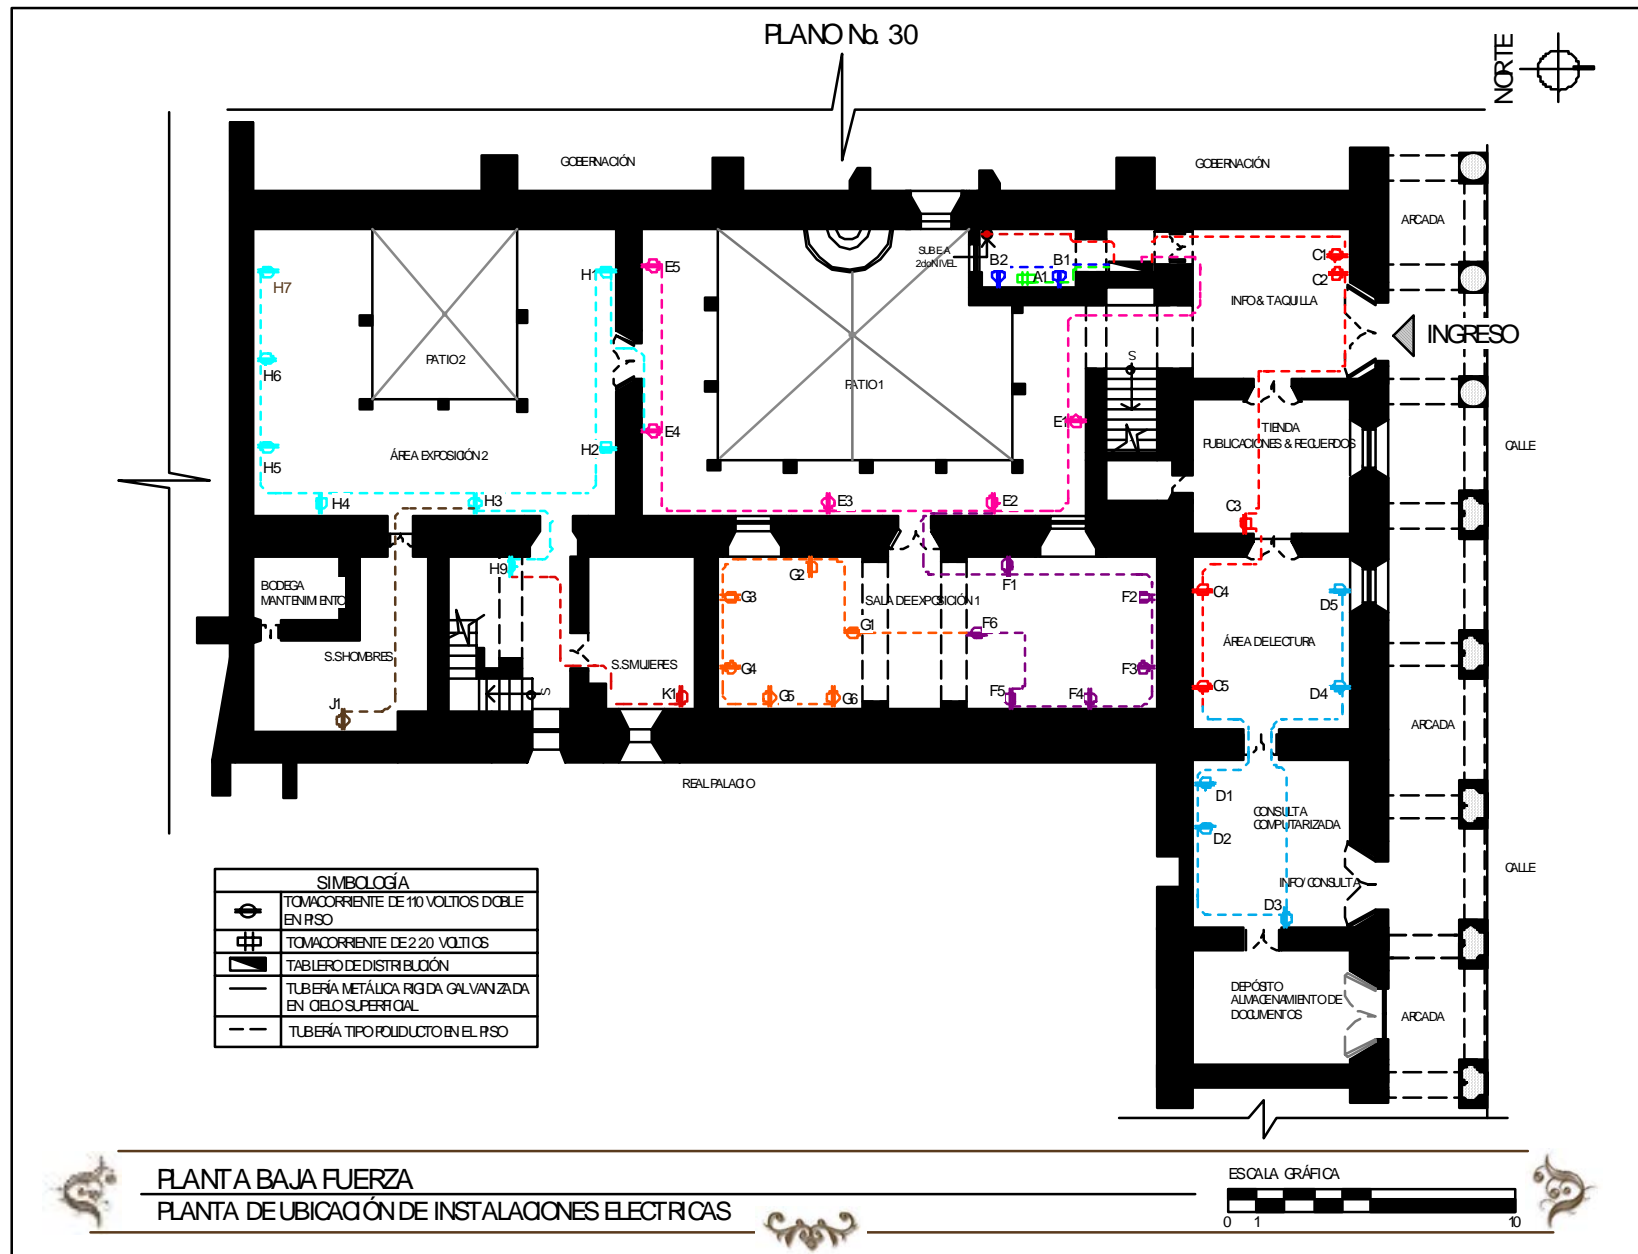 PLANO No. 30
NORTE
GOBERNACIÓN
GOBERNACIÓN
ARCADA
SUBE A
2do NIVEL
B2
B1
A1
C1
C2
E5
H7
H1
INFO & TAQUILLA
INGRESO
PATIO 2
PATIO 1
S
H6
E1
E4
TIENDA
PUBLICACIONES & RECUERDOS
CALLE
H5
ÁREA EXPOSICIÓN 2
H2
H4
H3
E3
E2
C3
H9
G2
F1
BODEGA
MANTENIMIENTO
G3
SALA DE EXPOSICIÓN 1
F2
C4
D5
G1
F6
ÁREA DE LECTURA
S.S HOMBRES
S.S MUJERES
G4
F3
S
K1
G5
G6
F5
F4
C5
D4
J1
ARCADA
REAL PALACIO
D1
CONSULTA
COMPUTARIZADA
D2
CALLE
INFO/ CONSULTA
D3
SIMBOLOGÍA
TOMACORRIENTE DE 110 VOLTIOS DOBLE
EN PISO
TOMACORRENTE DE 2 20 VOLTIOS
TABLERO DE DISTRIBUCIÓN
TUBERÍA METÁLICA RIGIDA GALVANIZADA
EN CIELO SUPERFICIAL
TUBERÍA TIPO POLIDUCTO EN EL PISO
DEPÓSITO
ALMACENAMIENTO DE
DOCUMENTOS
ARCADA
PLANTA BAJA FUERZA
PLANTA DE UBICACIÓN DE INSTALACIONES ELECTRICAS
ESCALA GRÁFICA
0 1 10